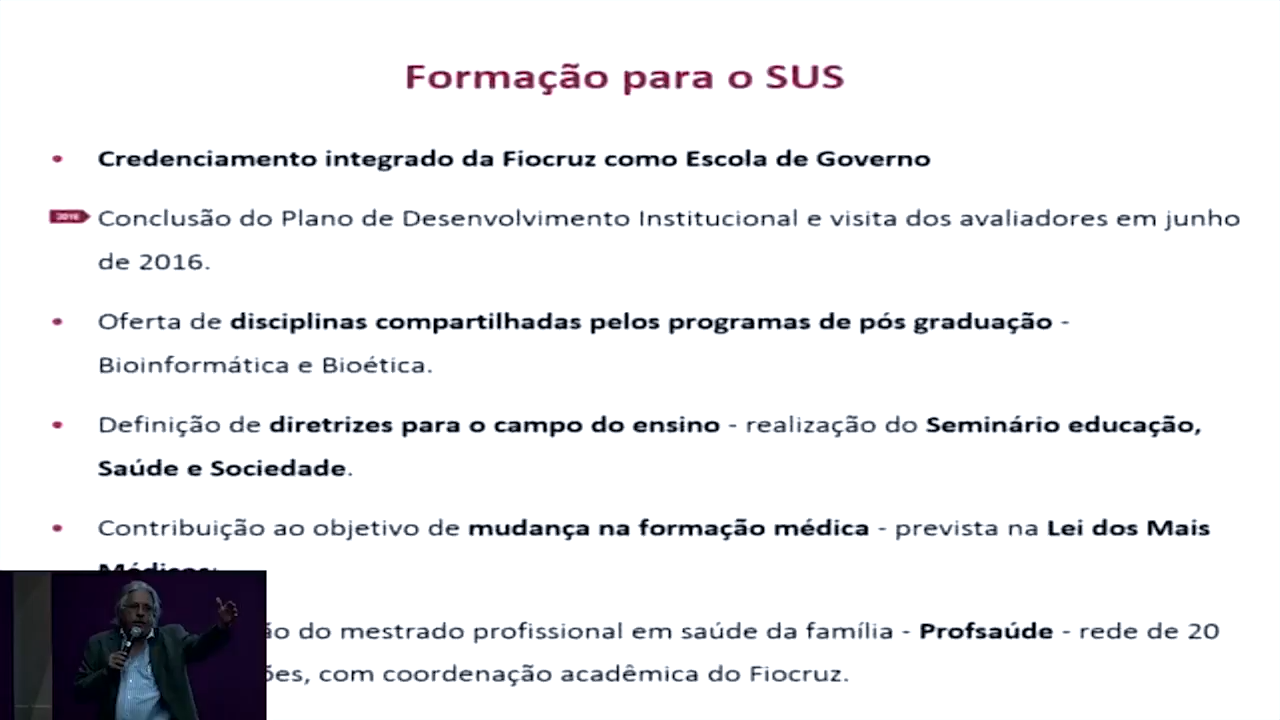 Formação para o SUS
• Credenciamento integrado da Fiocruz como Escola de Governo
2016 Conclusão do Plano de Desenvolvimento Institucional e visita dos avaliadores em junho
de 2016.
• Oferta de disciplinas compartilhadas pelos programas de pós graduação -
Bioinformática e Bioética.
• Definição de diretrizes para o campo do ensino - realização do Seminário educação,
Saúde e Sociedade.
• Contribuição ao objetivo de mudança na formação médica - prevista na Lei dos Mais
Médicos:
do mestrado profissional em saúde da família - Profsaúde - rede de 20
com coordenação acadêmica do Fiocruz.